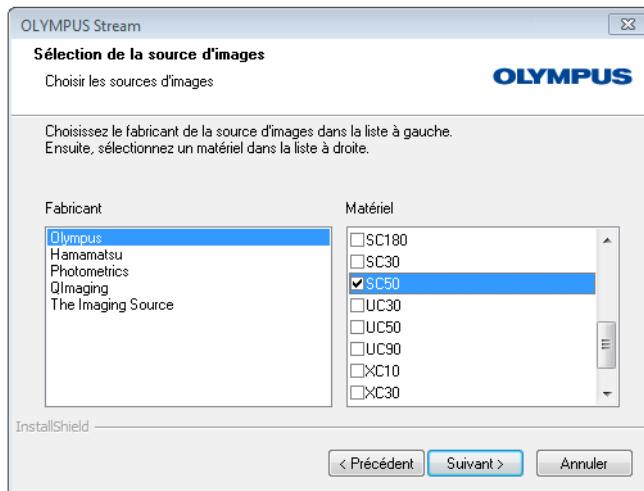 OLYMPUS Stream
Sélection de la source d'images
Choisir les sources d'images
OLYMPUS
Choisissez le fabricant de la source d'images dans la liste à gauche.
Ensuite, sélectionnez un matériel dans la liste à droite.
Fabricant
Olympus
Hamamatsu
Photometrics
QImaging
The Imaging Source
Matériel
SC180
SC30
SC50
UC30
UC50
UC90
XC10
XC30
InstallShield
< Précédent
Suivant >
Annuler